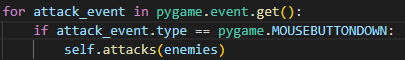 for attack_event in pygame.event.get():
    if attack_event.type == pygame.MOUSEBUTTONDOWN:
        self.attacks(enemies)